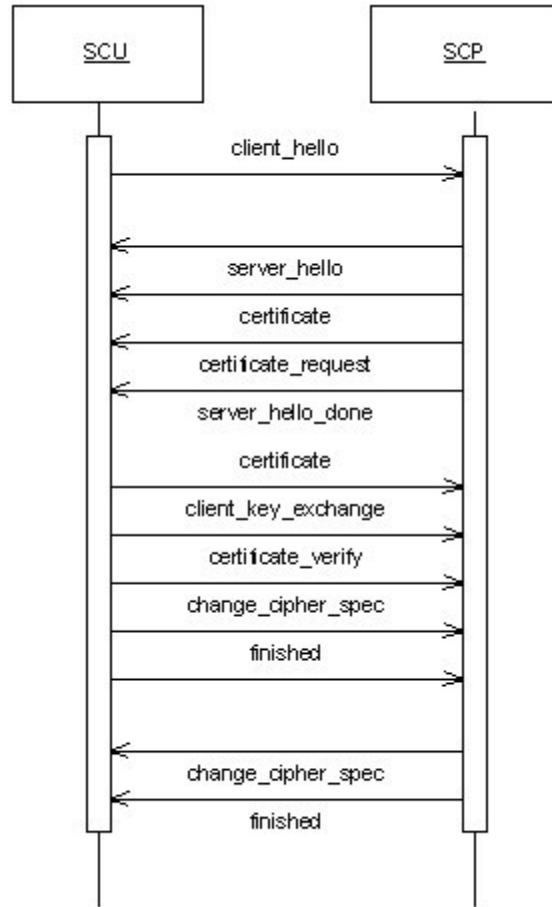 SCU
SCP
client_hello
server_hello
certificate
certificate_request
server_hello_done
certificate
client_key_exchange
certificate_verify
change_cipher_spec
finished
change_cipher_spec
finished